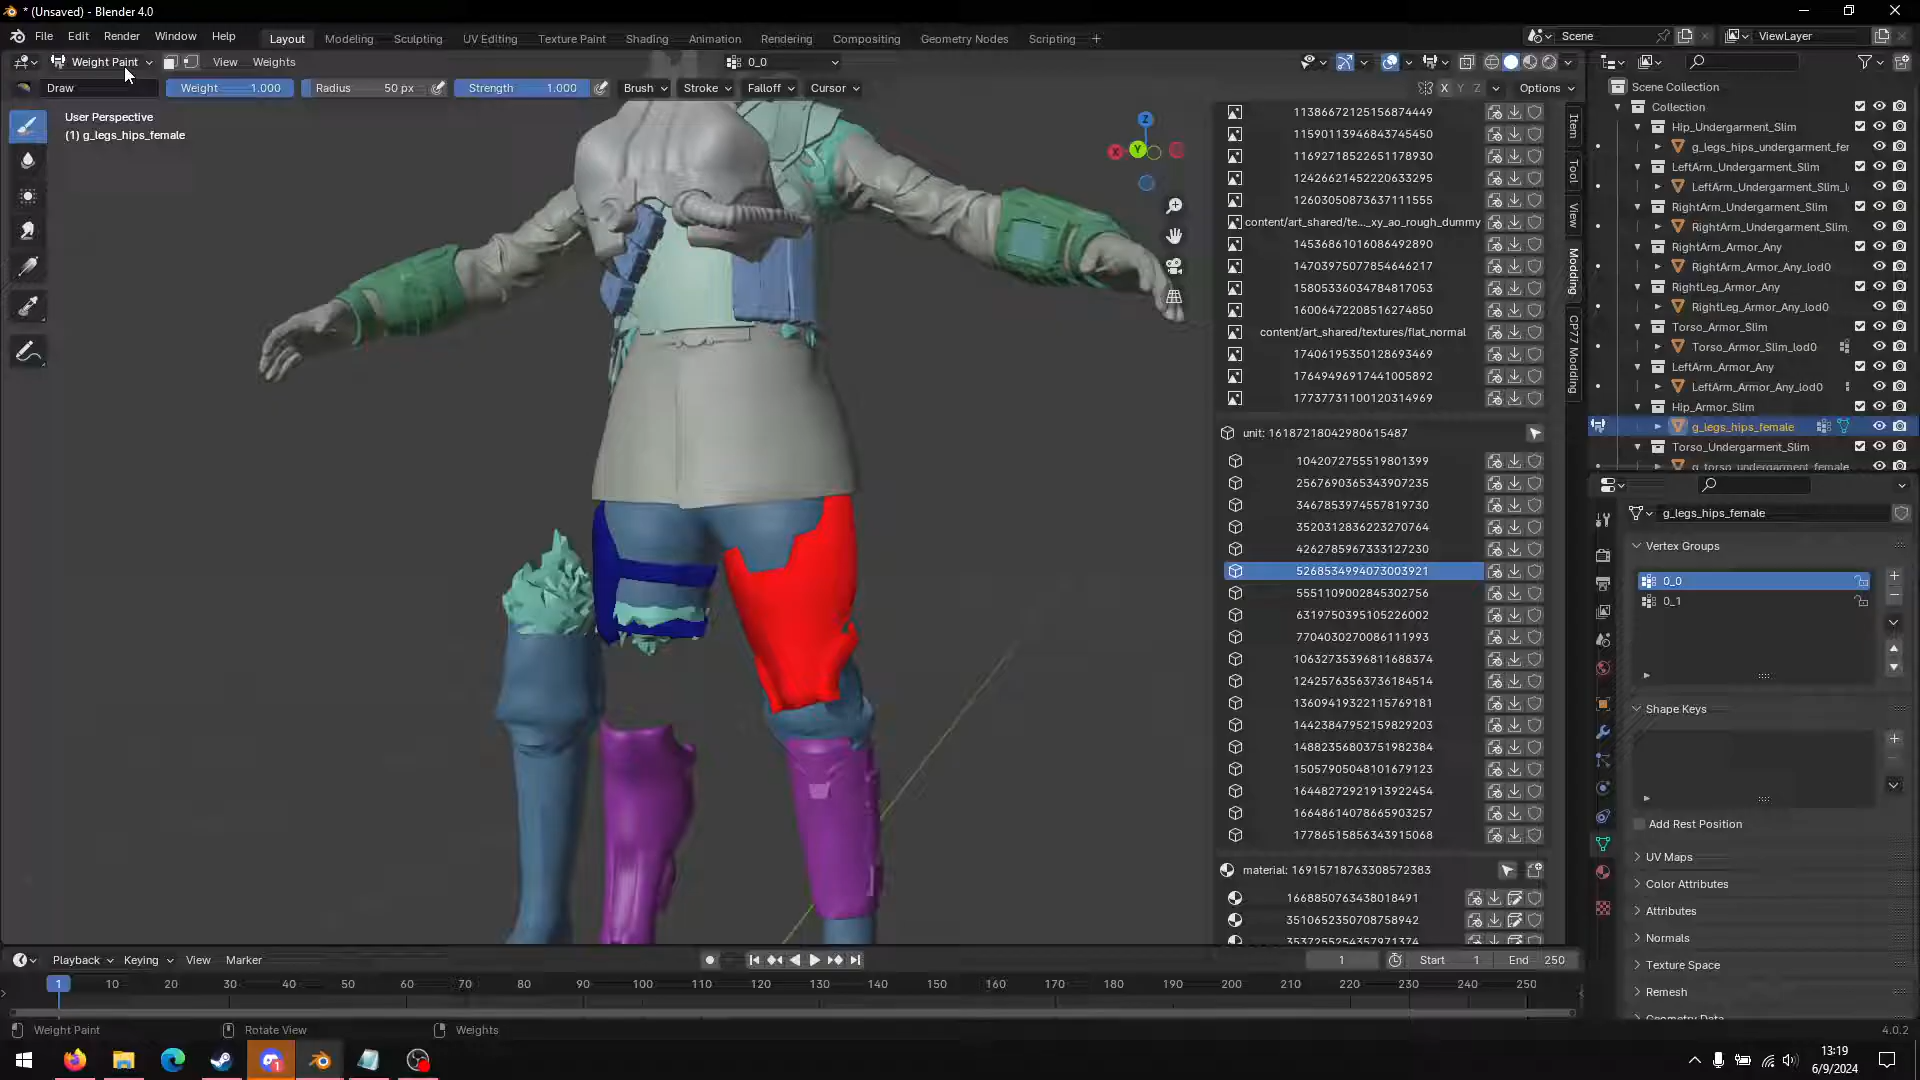 * (Unsaved) - Blender 4.0
File Edit Render Window Help
Layout Modeling Sculpting UV Editing Texture Paint Shading Animation Rendering Compositing Geometry Nodes Scripting +
Scene
ViewLayer
Weight Paint View Weights
0_0
Draw
Weight 1.000
Radius 50 px
Strength 1.000
Brush Stroke Falloff Cursor
X Y Z
Options
User Perspective
(1) g_legs_hips_female
Z
X
Y
Item
Tool
View
Modding
CP77 Modding
11386672125156874449
11590113946843745450
11692718522651178930
12426621452220633295
12603050873637111555
content/art_shared/te..._xy_ao_rough_dummy
14536861016086492890
14703975077854646217
15805336034784817053
16006472208516274850
content/art_shared/textures/flat_normal
17406195350128693469
17649496917441005892
17737731100120314969
unit: 16187218042980615487
1042072755519801399
2567690365343907235
3467853974557819730
3520312836223270764
4262785967333127230
5268534994073003921
5551109002845302756
6319750395105226002
7704030270086111993
10632735396811688374
12425763563736184514
13609419322115769181
14423847952159829203
14882356803751982384
15057905048101679123
16448272921913922454
16648614078665903257
17786515856343915068
material: 16915718763308572383
1668850763438018491
3510652350708758942
3537255254357971374
Scene Collection
Collection
Hip_Undergarment_Slim
g_legs_hips_undergarment_fer
LeftArm_Undergarment_Slim
LeftArm_Undergarment_Slim_l
RightArm_Undergarment_Slim
RightArm_Undergarment_Slim_
RightArm_Armor_Any
RightArm_Armor_Any_lod0
RightLeg_Armor_Any
RightLeg_Armor_Any_lod0
Torso_Armor_Slim
Torso_Armor_Slim_lod0
LeftArm_Armor_Any
LeftArm_Armor_Any_lod0
Hip_Armor_Slim
g_legs_hips_female
Torso_Undergarment_Slim
g_torso_undergarment_female
g_legs_hips_female
Vertex Groups
0_0
0_1
Shape Keys
Add Rest Position
UV Maps
Color Attributes
Attributes
Normals
Texture Space
Remesh
Geometry Data
Playback Keying View Marker
1
Start 1
End 250
1 10 20 30 40 50 60 70 80 90 100 110 120 130 140 150 160 170 180 190 200 210 220 230 240 250
Weight Paint
Rotate View
Weights
4.0.2
1
13:19
6/9/2024